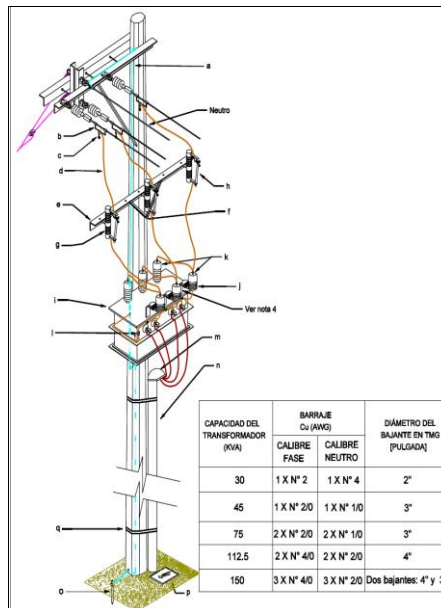 a
Neutro
b
c
d
h
e
f
g
k
i
j
Ver nota 4
l
m
n
CAPACIDAD DEL TRANSFORMADOR (KVA)
BARRAJE Cu (AWG)
DIÁMETRO DEL BAJANTE EN TMG [PULGADA]
CALIBRE FASE
CALIBRE NEUTRO
30 1 X N° 2 1 X N° 4 2"
45 1 X N° 2/0 1 X N° 1/0 3"
75 2 X N° 2/0 2 X N° 1/0 3"
112.5 2 X N° 4/0 2 X N° 2/0 4"
150 3 X N° 4/0 3 X N° 2/0 Dos bajantes: 4" y 3
q
o
p